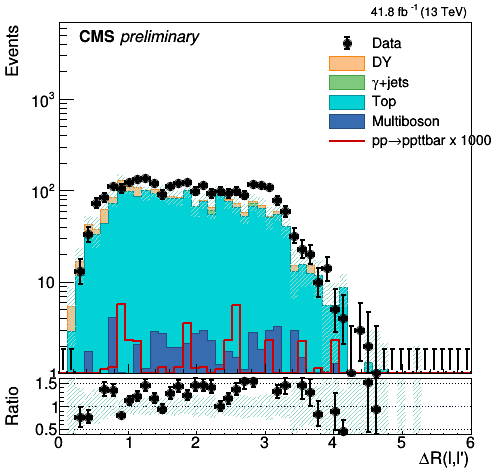 41.8 fb⁻¹ (13 TeV)
CMS preliminary
Events
Data
DY
γ+jets
Top
Multiboson
pp→ppttbar x 1000
10³
10²
10
1
Ratio
1.5
1
0.5
0 1 2 3 4 5 6
ΔR(l,l')